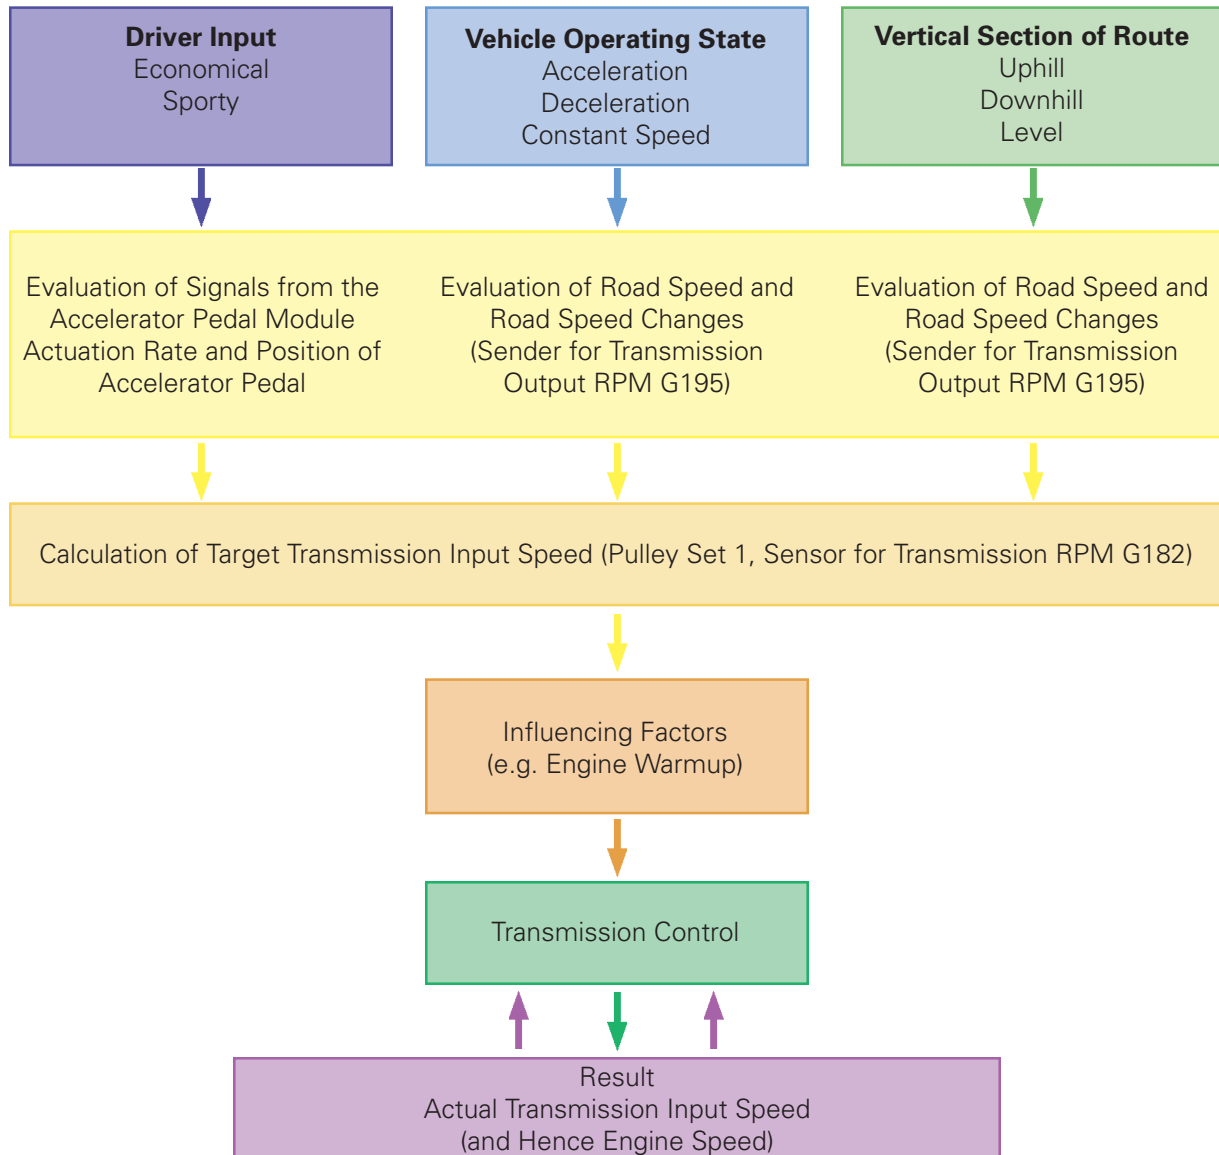 Driver Input
Economical
Sporty
Vehicle Operating State
Acceleration
Deceleration
Constant Speed
Vertical Section of Route
Uphill
Downhill
Level
Evaluation of Signals from the
Accelerator Pedal Module
Actuation Rate and Position of
Accelerator Pedal
Evaluation of Road Speed and
Road Speed Changes
(Sender for Transmission
Output RPM G195)
Evaluation of Road Speed and
Road Speed Changes
(Sender for Transmission
Output RPM G195)
Calculation of Target Transmission Input Speed (Pulley Set 1, Sensor for Transmission RPM G182)
Influencing Factors
(e.g. Engine Warmup)
Transmission Control
Result
Actual Transmission Input Speed
(and Hence Engine Speed)